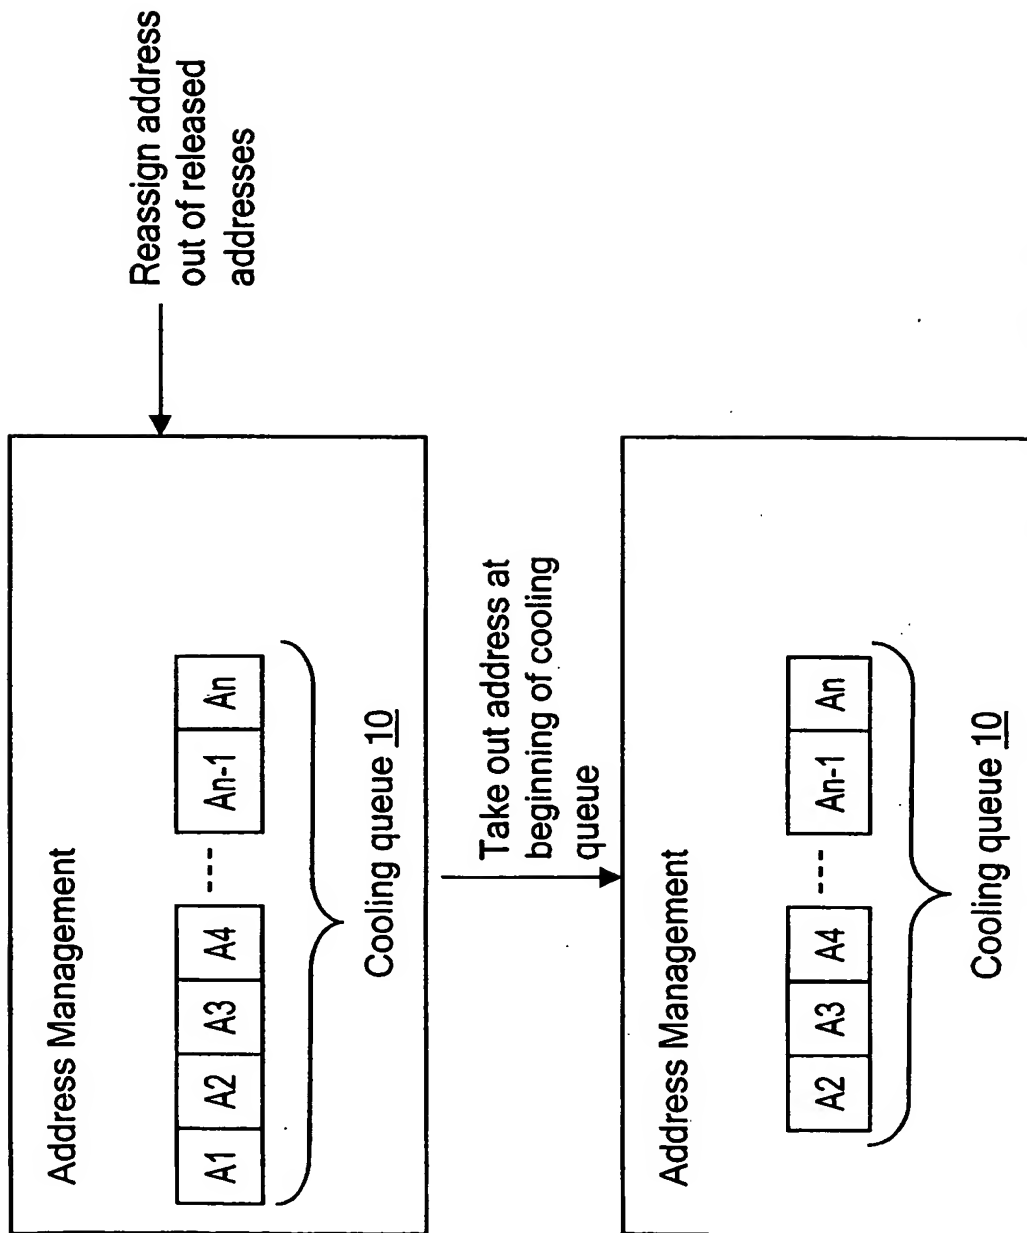 Reassign address
out of released
addresses
Address Management
A1 A2 A3 A4 --- An-1 An
Cooling queue 10
Take out address at
beginning of cooling
queue
Address Management
A2 A3 A4 --- An-1 An
Cooling queue 10